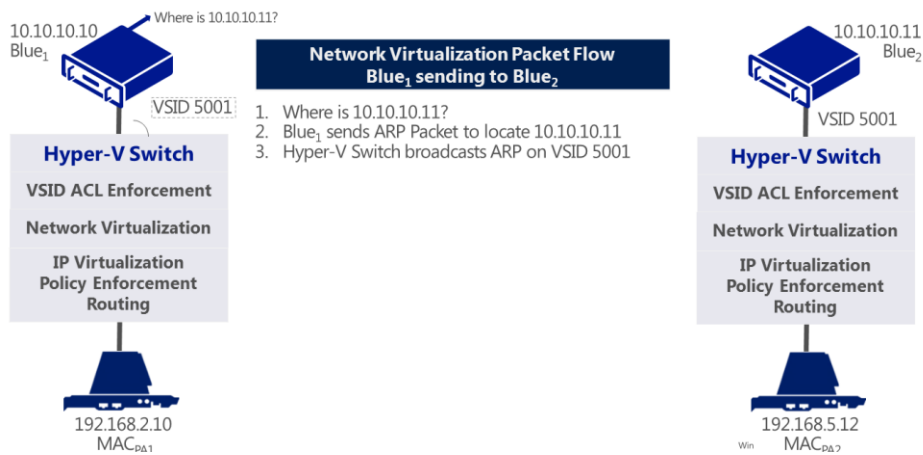 Where is 10.10.10.11?
10.10.10.10
Blue₁
Network Virtualization Packet Flow
Blue₁ sending to Blue₂
10.10.10.11
Blue₂
VSID 5001
1. Where is 10.10.10.11?
2. Blue₁ sends ARP Packet to locate 10.10.10.11
3. Hyper-V Switch broadcasts ARP on VSID 5001
VSID 5001
Hyper-V Switch
VSID ACL Enforcement
Network Virtualization
IP Virtualization
Policy Enforcement
Routing
Hyper-V Switch
VSID ACL Enforcement
Network Virtualization
IP Virtualization
Policy Enforcement
Routing
192.168.2.10
MACPA1
192.168.5.12
Win MACPA2